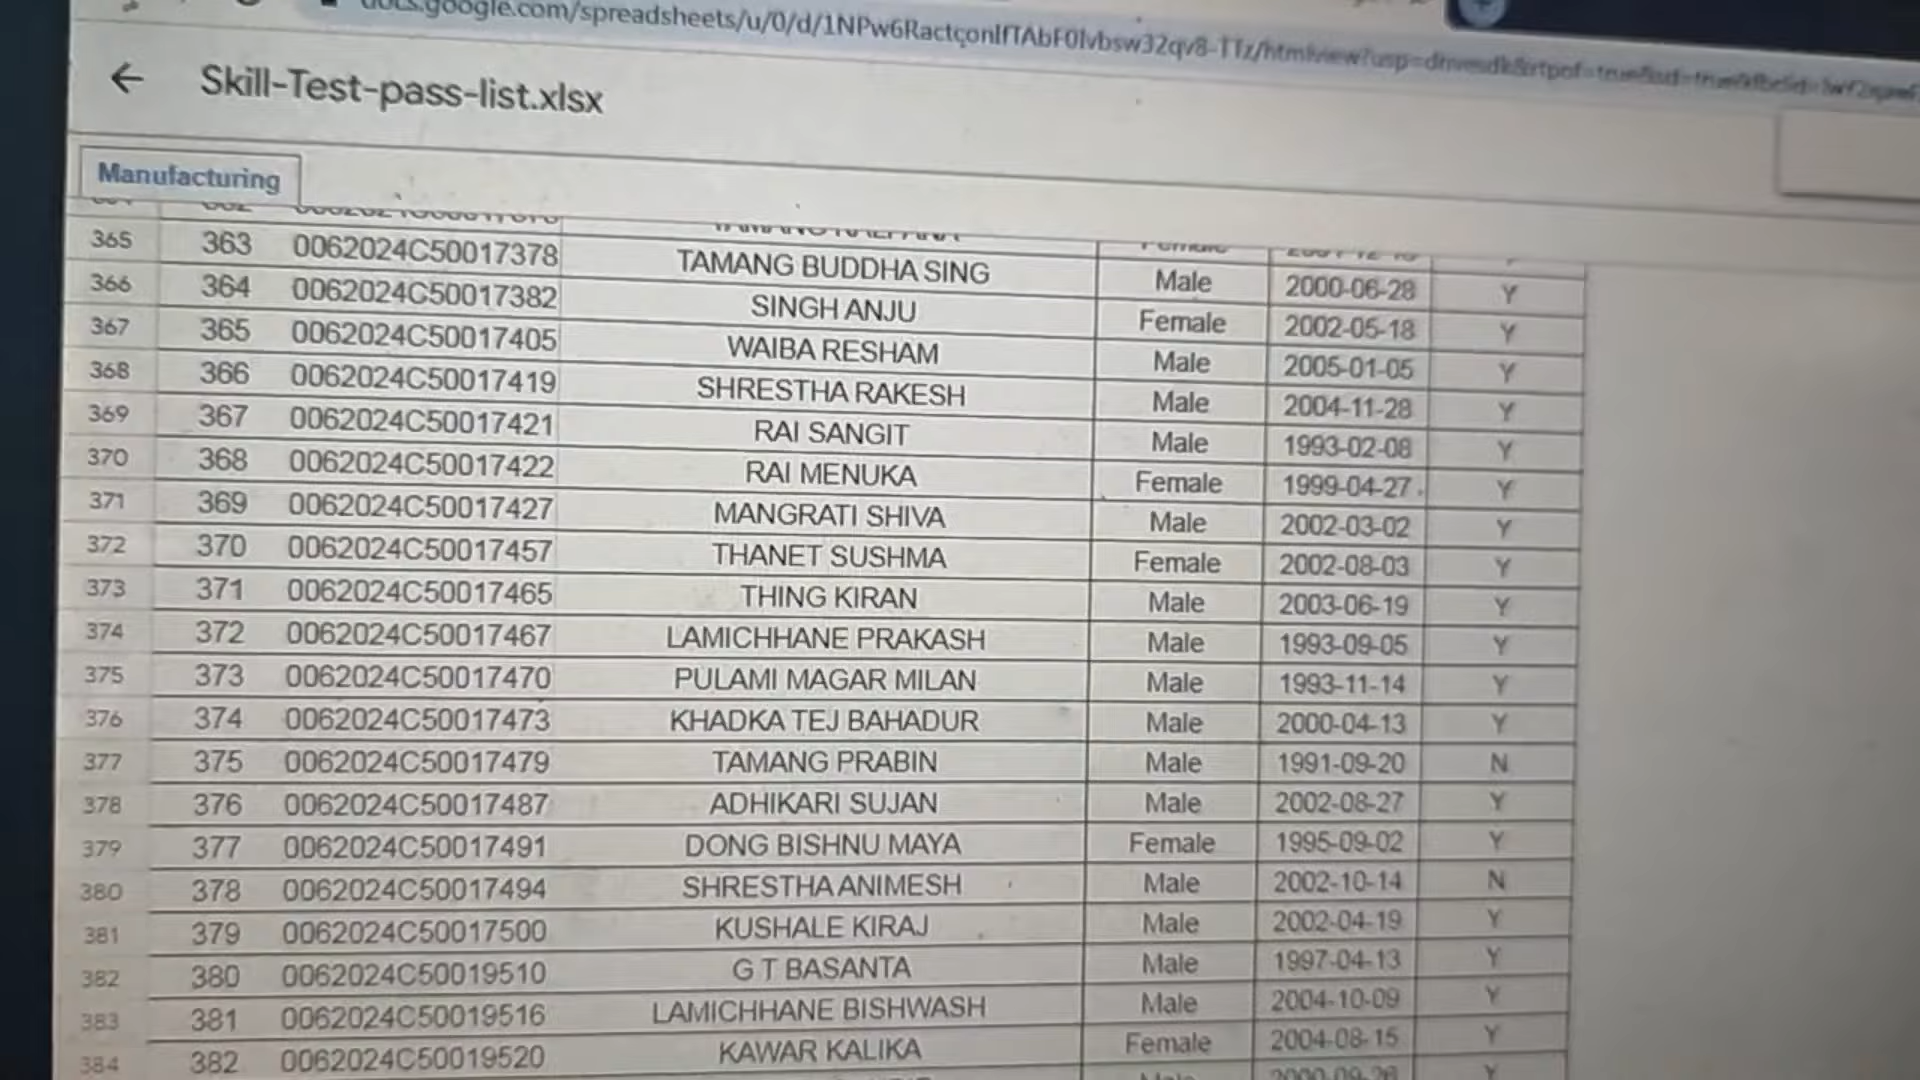 Skill-Test-pass-list.xlsx
Manufacturing
365 363 0062024C50017378 TAMANG BUDDHA SING Male 2000-06-28 Y
366 364 0062024C50017382 SINGH ANJU Female 2002-05-18 Y
367 365 0062024C50017405 WAIBA RESHAM Male 2005-01-05 Y
368 366 0062024C50017419 SHRESTHA RAKESH Male 2004-11-28 Y
369 367 0062024C50017421 RAI SANGIT Male 1993-02-08 Y
370 368 0062024C50017422 RAI MENUKA Female 1999-04-27 Y
371 369 0062024C50017427 MANGRATI SHIVA Male 2002-03-02 Y
372 370 0062024C50017457 THANET SUSHMA Female 2002-08-03 Y
373 371 0062024C50017465 THING KIRAN Male 2003-06-19 Y
374 372 0062024C50017467 LAMICHHANE PRAKASH Male 1993-09-05 Y
375 373 0062024C50017470 PULAMI MAGAR MILAN Male 1993-11-14 Y
376 374 0062024C50017473 KHADKA TEJ BAHADUR Male 2000-04-13 Y
377 375 0062024C50017479 TAMANG PRABIN Male 1991-09-20 N
378 376 0062024C50017487 ADHIKARI SUJAN Male 2002-08-27 Y
379 377 0062024C50017491 DONG BISHNU MAYA Female 1995-09-02 Y
380 378 0062024C50017494 SHRESTHA ANIMESH Male 2002-10-14 N
381 379 0062024C50017500 KUSHALE KIRAJ Male 2002-04-19 Y
382 380 0062024C50019510 G T BASANTA Male 1997-04-13 Y
383 381 0062024C50019516 LAMICHHANE BISHWASH Male 2004-10-09 Y
384 382 0062024C50019520 KAWAR KALIKA Female 2004-08-15 Y